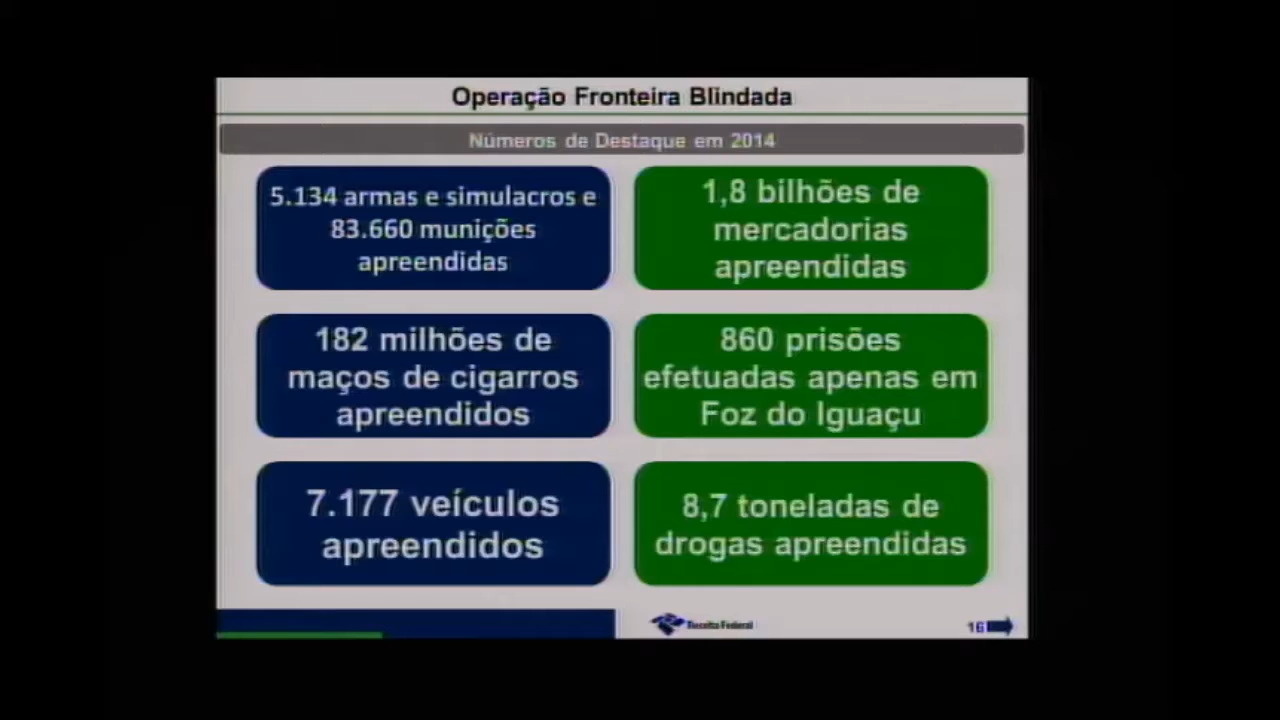 Operação Fronteira Blindada
Números de Destaque em 2014
5.134 armas e simulacros e
83.660 munições
apreendidas
1,8 bilhões de
mercadorias
apreendidas
182 milhões de
maços de cigarros
apreendidos
860 prisões
efetuadas apenas em
Foz do Iguaçu
7.177 veículos
apreendidos
8,7 toneladas de
drogas apreendidas
Receita Federal
16